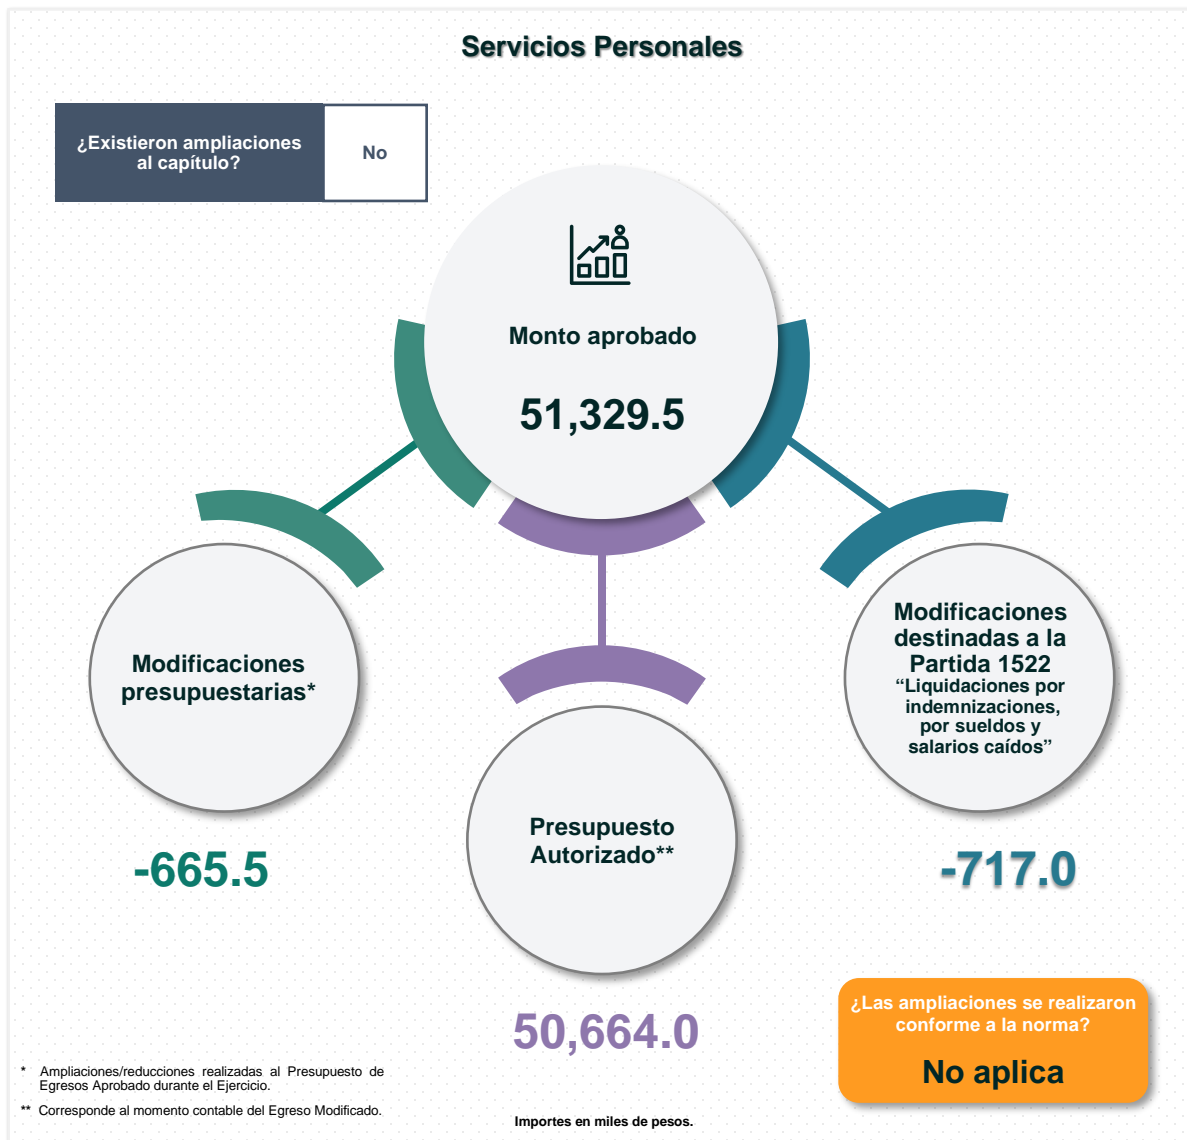 Servicios Personales
¿Existieron ampliaciones
al capítulo?
No
Monto aprobado
51,329.5
Modificaciones
presupuestarias*
-665.5
Presupuesto
Autorizado**
50,664.0
Modificaciones
destinadas a la
Partida 1522
“Liquidaciones por
indemnizaciones,
por sueldos y
salarios caídos”
-717.0
¿Las ampliaciones se realizaron
conforme a la norma?
No aplica
* Ampliaciones/reducciones realizadas al Presupuesto de
Egresos Aprobado durante el Ejercicio.
** Corresponde al momento contable del Egreso Modificado.
Importes en miles de pesos.